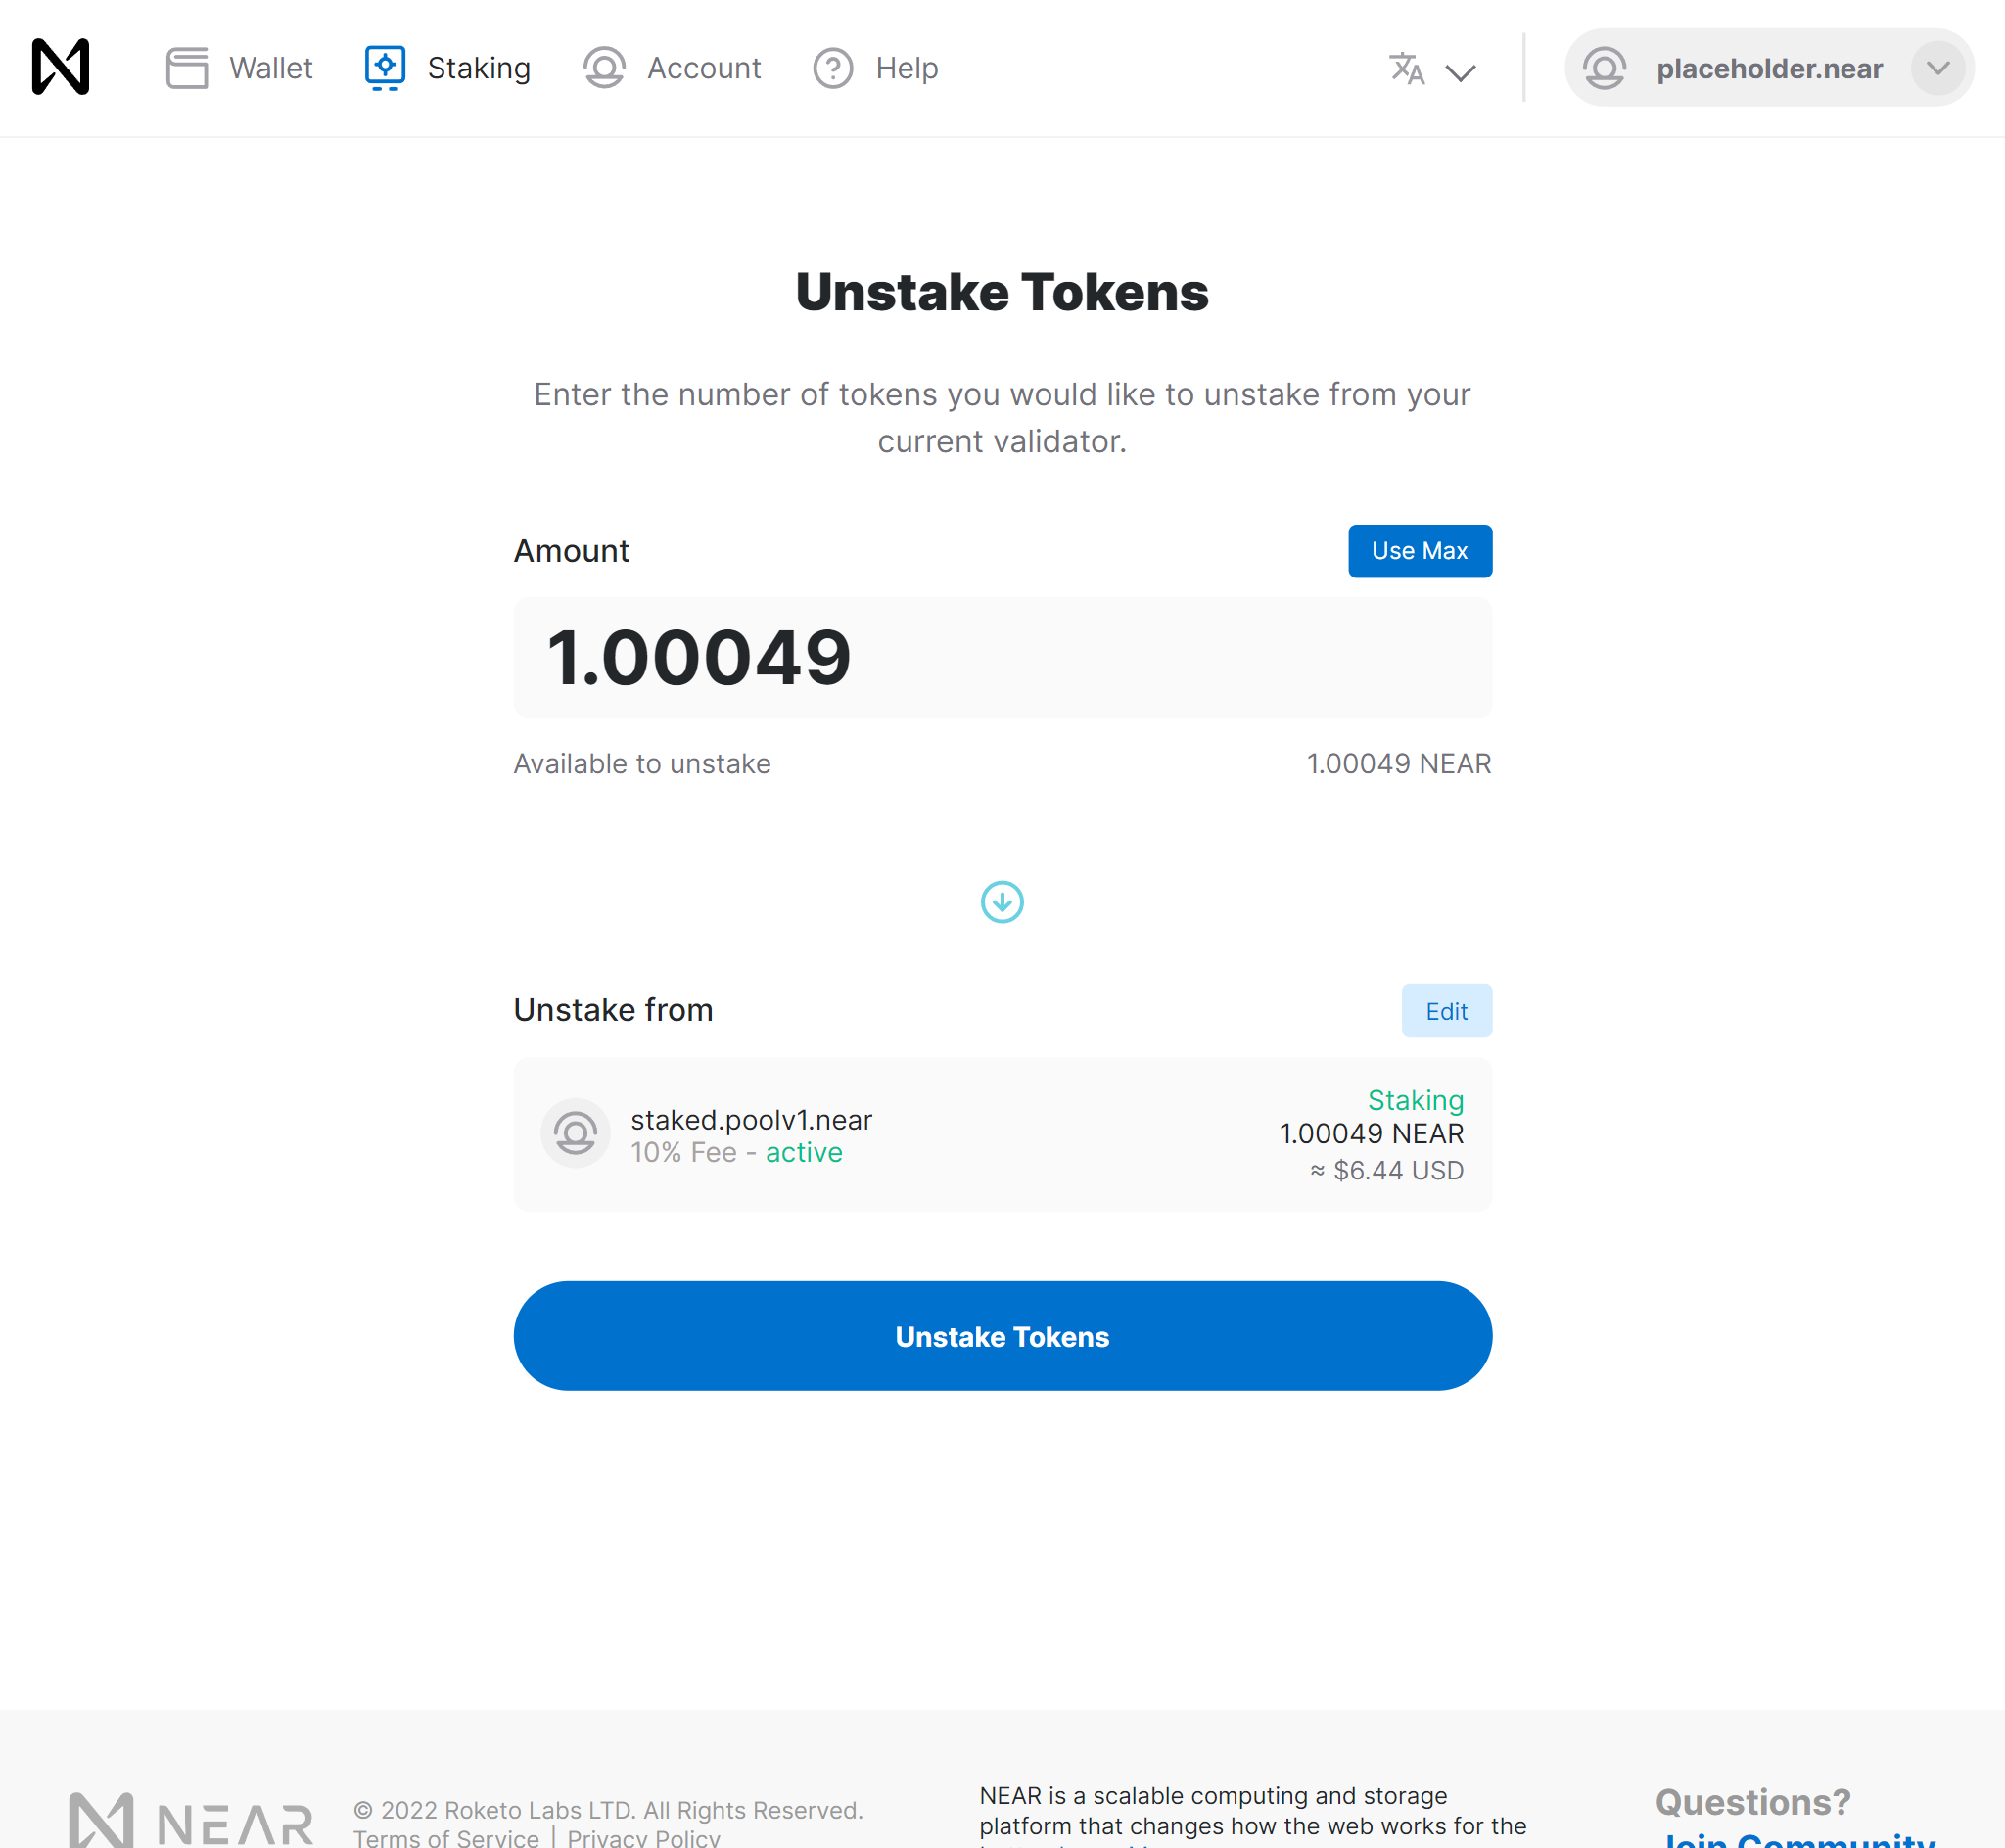 Wallet
Staking
Account
Help
placeholder.near
Unstake Tokens
Enter the number of tokens you would like to unstake from your
current validator.
Amount
Use Max
1.00049
Available to unstake
1.00049 NEAR
Unstake from
Edit
staked.poolv1.near
10% Fee - active
Staking
1.00049 NEAR
≈ $6.44 USD
Unstake Tokens
NEAR
© 2022 Roketo Labs LTD. All Rights Reserved.
Terms of Service | Privacy Policy
NEAR is a scalable computing and storage
platform that changes how the web works for the
Questions?
Join Community